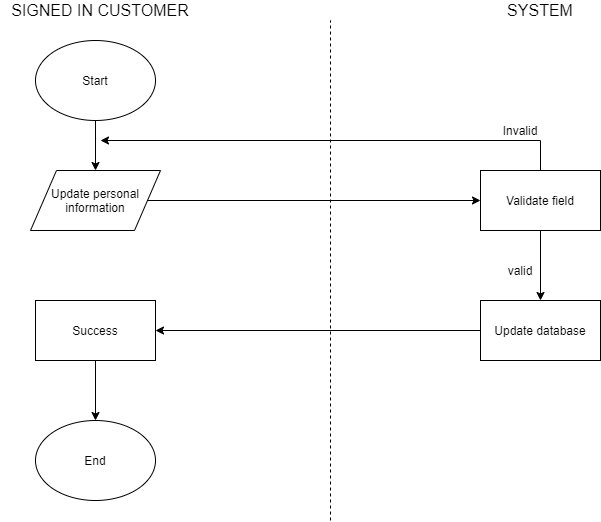 SIGNED IN CUSTOMER
SYSTEM
Start
Invalid
Update personal
information
Validate field
valid
Success
Update database
End